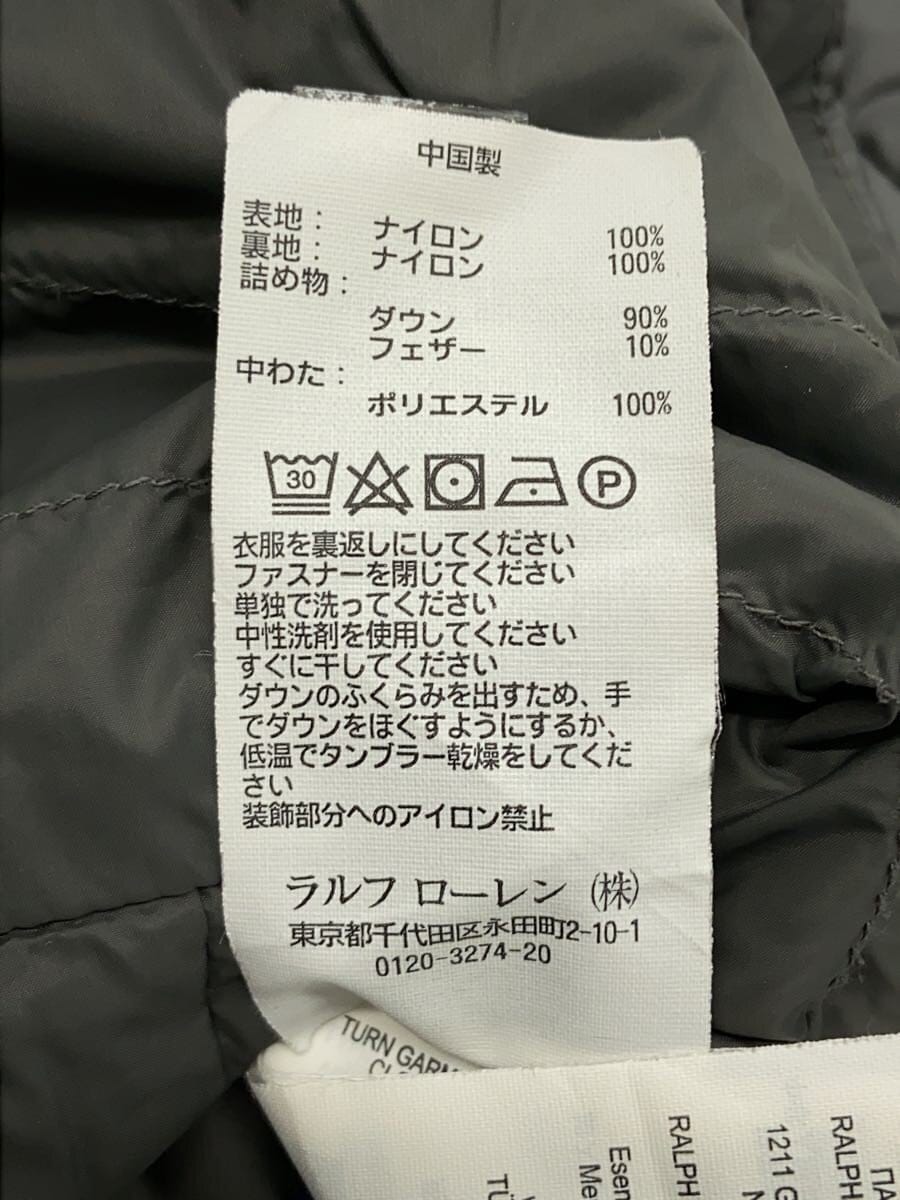 中国製
表地： ナイロン 100%
裏地： ナイロン 100%
詰め物：
ダウン 90%
フェザー 10%
中わた：
ポリエステル 100%
30 P
衣服を裏返しにしてください
ファスナーを閉じてください
単独で洗ってください
中性洗剤を使用してください
すぐに干してください
ダウンのふくらみを出すため、手
でダウンをほぐすようにするか、
低温でタンブラー乾燥をしてくだ
さい
装飾部分へのアイロン禁止
ラルフ ローレン (株)
東京都千代田区永田町2-10-1
0120-3274-20
TURN GARM
RALPH
1211 G
RALPH
Esen
Me
TÜ